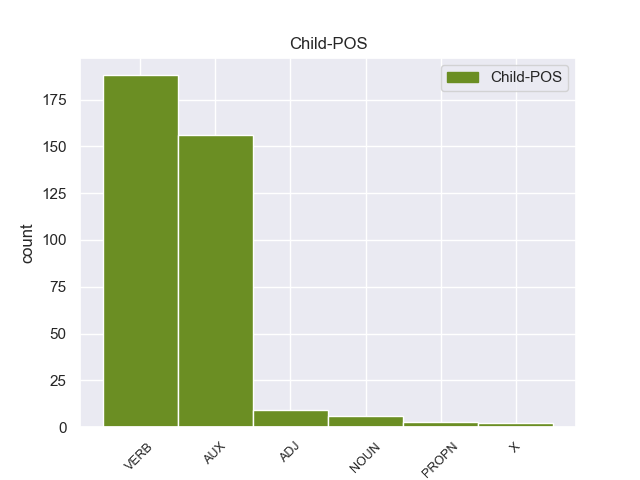 Child-POS
Child-POS
175
150
125
100
75
50
25
0
count
VERB
AUX
ADJ
NOUN
PROPN
X